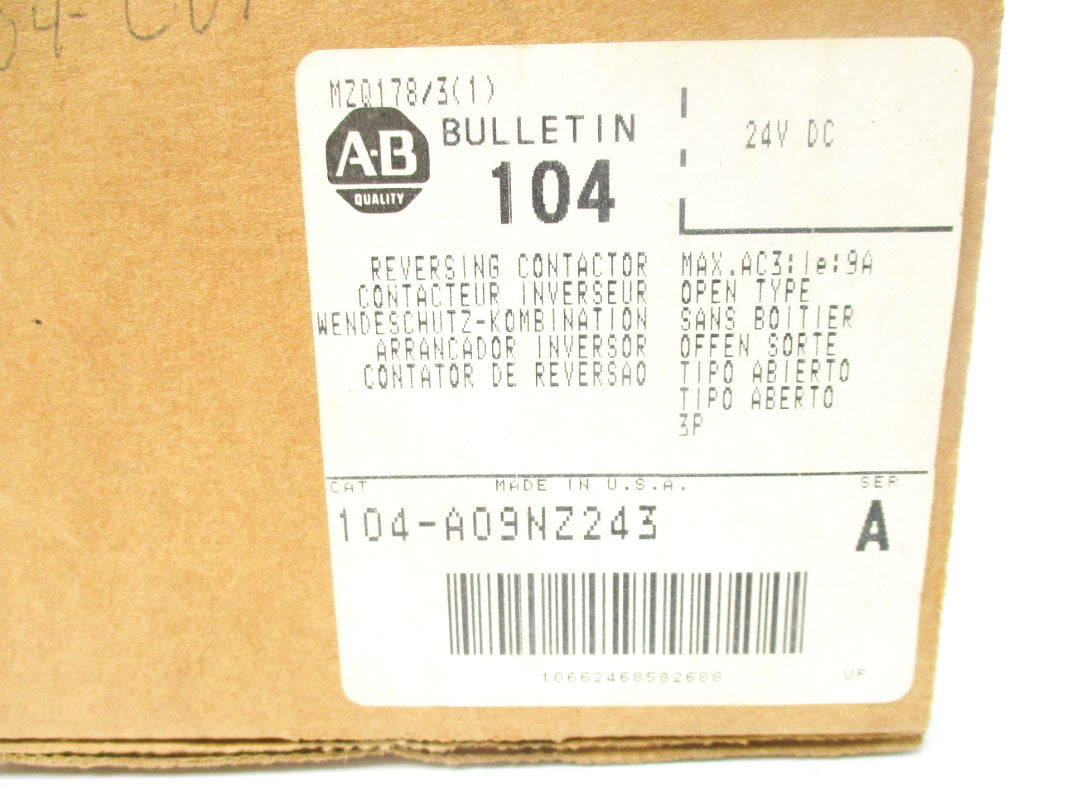 MZQ178/3(1)
A-B
QUALITY
BULLETIN
104
24V DC
REVERSING CONTACTOR
CONTACTEUR INVERSEUR
WENDESCHUTZ-KOMBINATION
ARRANCADOR INVERSOR
CONTATOR DE REVERSAO
MAX.AC3:Ie:9A
OPEN TYPE
SANS BOITIER
OFFEN SORTE
TIPO ABIERTO
TIPO ABERTO
3P
CAT MADE IN U.S.A. SER
104-A09NZ243 A
10662468582688
UP